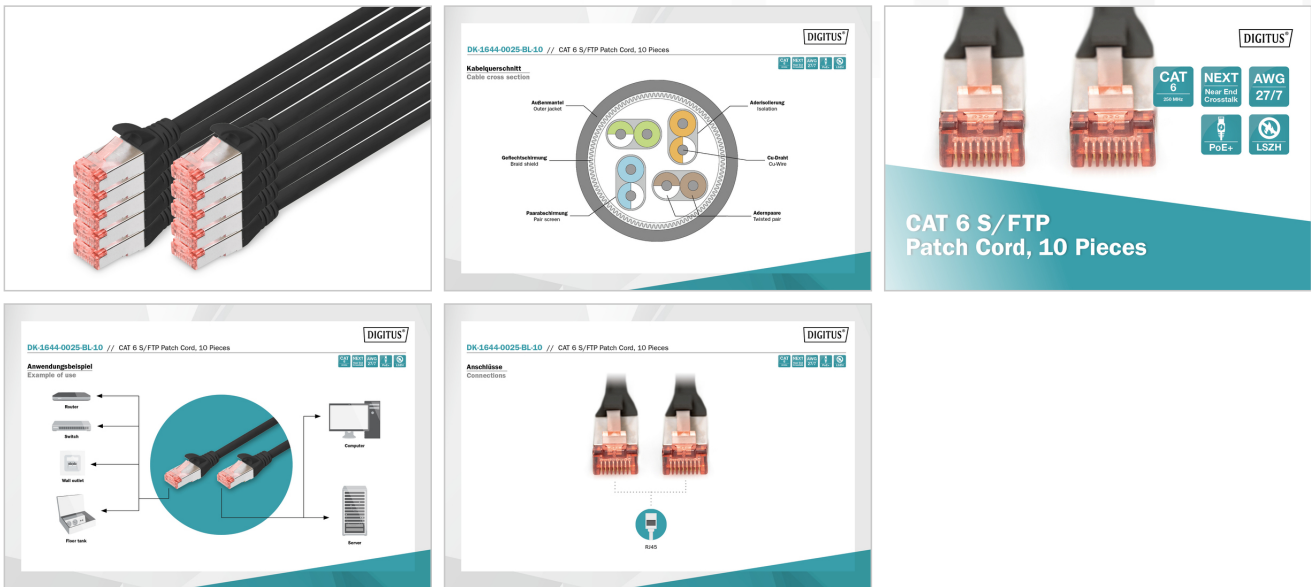 DIGITUS®
DK-1644-0025-BL-10 // CAT 6 S/FTP Patch Cord, 10 Pieces
Kabelquerschnitt
Cable cross section
Außenmantel
Outer jacket
Aderisolierung
Isolation
Geflechtschirmung
Braid shield
Cu-Draht
Cu-Wire
Paarabschirmung
Pair screen
Adernpaare
Twisted pair
DIGITUS®
CAT
6
250 MHz
NEXT
Near End
Crosstalk
AWG
27/7
PoE+
LSZH
CAT 6 S/FTP
Patch Cord, 10 Pieces
DIGITUS®
DK-1644-0025-BL-10 // CAT 6 S/FTP Patch Cord, 10 Pieces
Anwendungsbeispiel
Example of use
Router
Switch
Wall outlet
Floor tank
Computer
Server
DIGITUS®
DK-1644-0025-BL-10 // CAT 6 S/FTP Patch Cord, 10 Pieces
Anschlüsse
Connections
RJ45